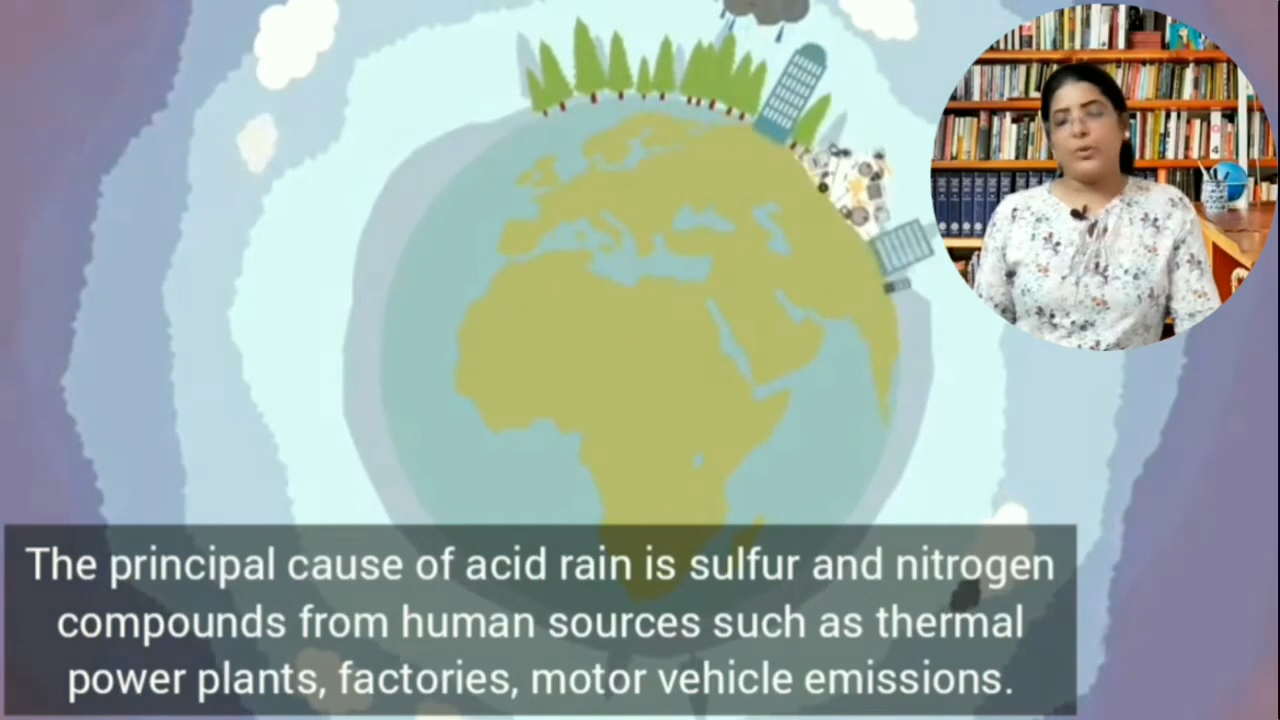 The principal cause of acid rain is sulfur and nitrogen
compounds from human sources such as thermal
power plants, factories, motor vehicle emissions.